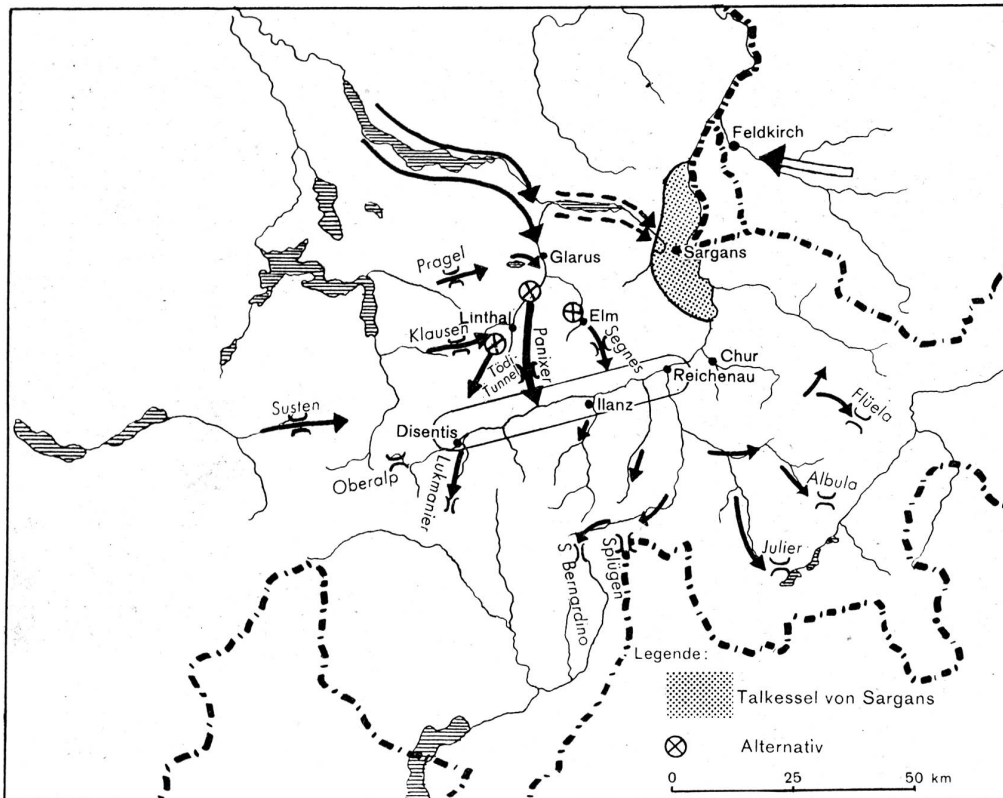 Feldkirch
Sargans
Glarus
Pragel
Linthal
Elm
Klausen
Panixer
Segnes
Tödi-
Tunnel
Chur
Reichenau
Flüela
Susten
Ilanz
Disentis
Oberalp
Lukmanier
Albula
Julier
Splügen
S. Bernardino
Legende:
Talkessel von Sargans
Alternativ
0 25 50 km